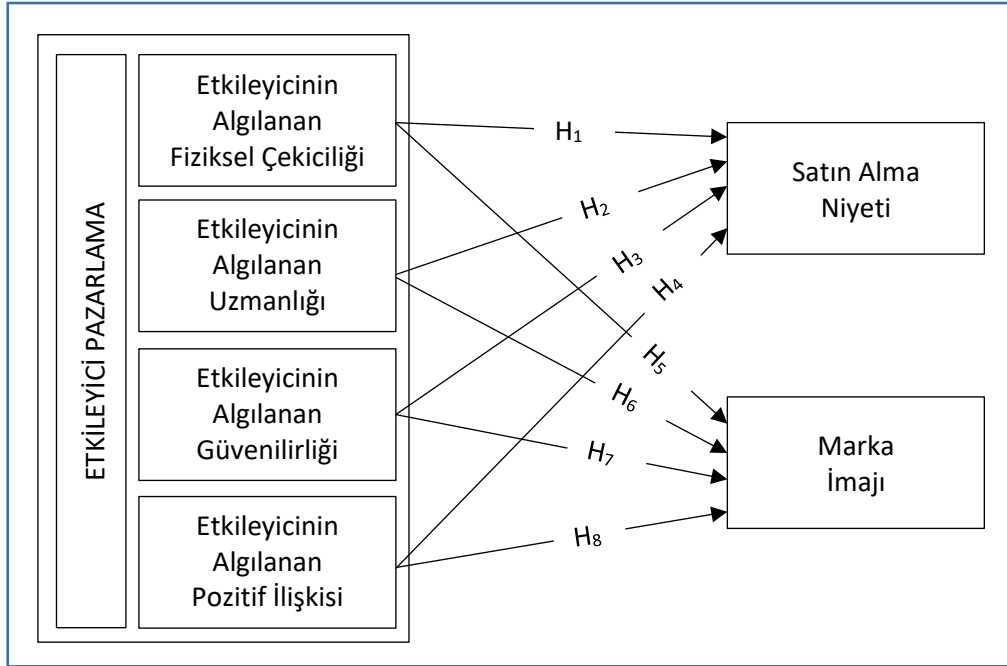 ETKİLEYİCİ PAZARLAMA
Etkileyicinin
Algılanan
Fiziksel Çekiciliği
Etkileyicinin
Algılanan
Uzmanlığı
Etkileyicinin
Algılanan
Güvenilirliği
Etkileyicinin
Algılanan
Pozitif İlişkisi
H₁
H₂
H₃
H₄
H₅
H₆
H₇
H₈
Satın Alma
Niyeti
Marka
İmajı